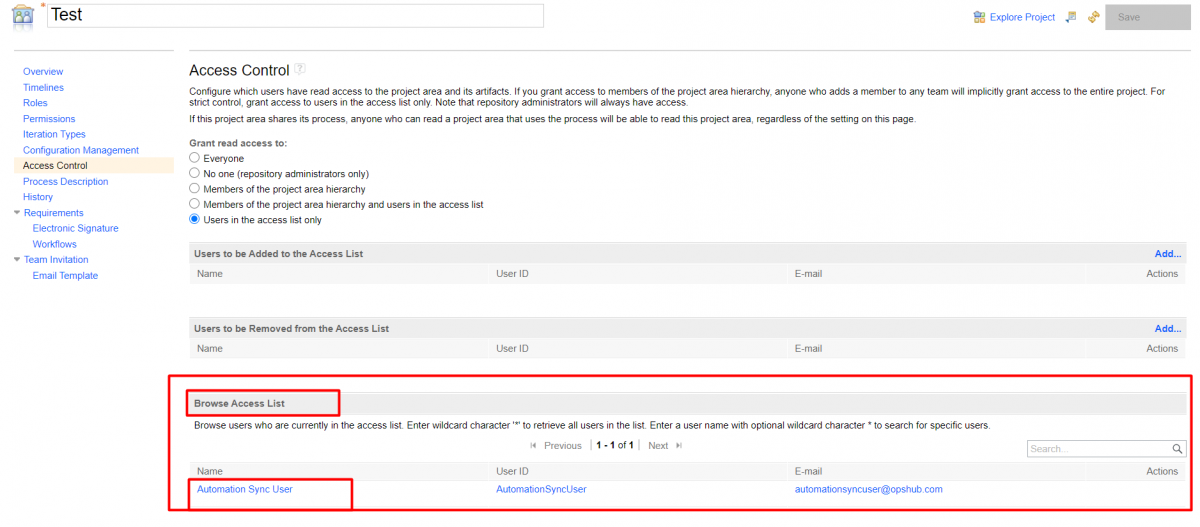 * Test
Explore Project
Save
Overview
Timelines
Roles
Permissions
Iteration Types
Configuration Management
Access Control
Process Description
History
Requirements
Electronic Signature
Workflows
Team Invitation
Email Template
Access Control ?
Configure which users have read access to the project area and its artifacts. If you grant access to members of the project area hierarchy, anyone who adds a member to any team will implicitly grant access to the entire project. For
strict control, grant access to users in the access list only. Note that repository administrators will always have access.
If this project area shares its process, anyone who can read a project area that uses the process will be able to read this project area, regardless of the setting on this page.
Grant read access to:
Everyone
No one (repository administrators only)
Members of the project area hierarchy
Members of the project area hierarchy and users in the access list
Users in the access list only
Users to be Added to the Access List Add...
Name User ID E-mail Actions
Users to be Removed from the Access List Add...
Name User ID E-mail Actions
Browse Access List
Browse users who are currently in the access list. Enter wildcard character '*' to retrieve all users in the list. Enter a user name with optional wildcard character * to search for specific users.
Previous | 1 - 1 of 1 | Next
Search...
Name User ID E-mail Actions
Automation Sync User AutomationSyncUser automationsyncuser@opshub.com